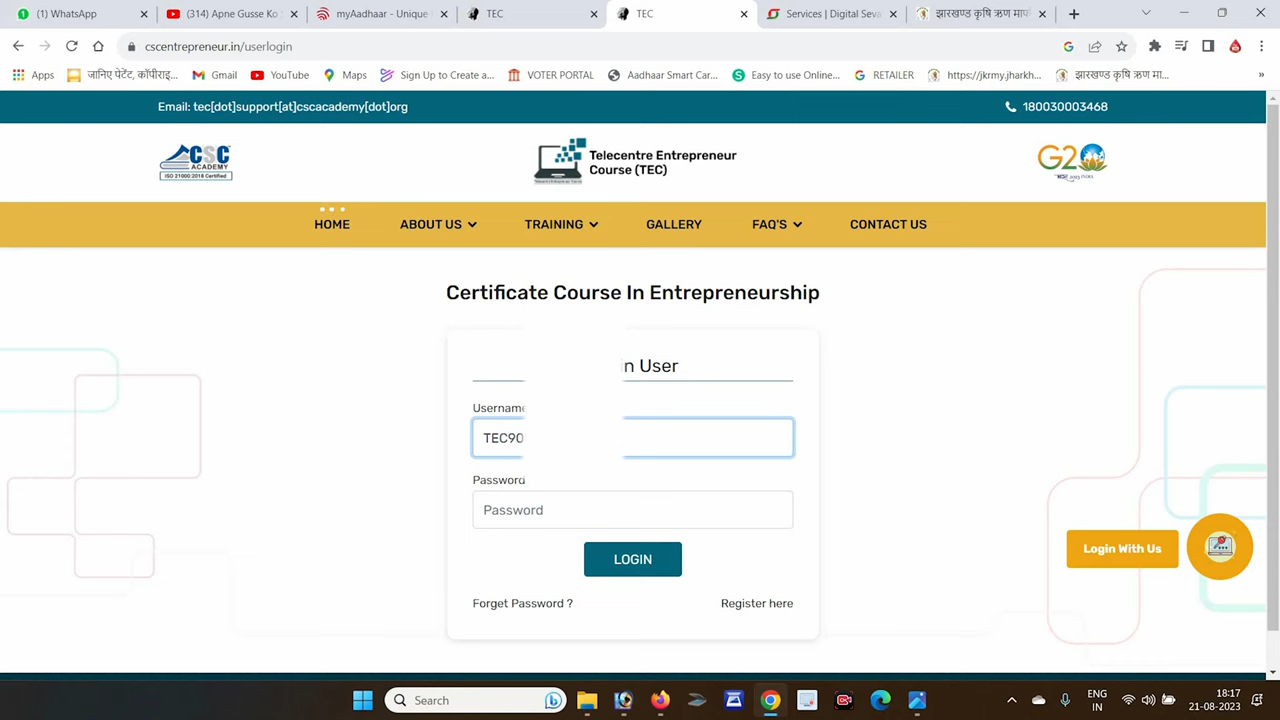 WhatsApp
(314) Apne Gusse Ko
myAadhaar - Unique
TEC
TEC
Services | Digital Seva
झारखण्ड कृषि ऋण माफ
cscentrepreneur.in/userlogin
Apps
जानिए पेटेंट, कॉपीराइ...
Gmail
YouTube
Maps
Sign Up to Create a...
VOTER PORTAL
Aadhaar Smart Car...
Easy to use Online...
RETAILER
https://jkrmy.jharkh...
झारखण्ड कृषि ऋण मा...
»
Email: tec[dot]support[at]cscacademy[dot]org
180030003468
CSC
ACADEMY
ISO 21000:2018 Certified
Telecentre Entrepreneur
Course (TEC)
G20
HOME
ABOUT US
TRAINING
GALLERY
FAQ'S
CONTACT US
Certificate Course In Entrepreneurship
n User
Username
TEC90
Password
Password
LOGIN
Login With Us
Forget Password ?
Register here
Search
ENG
IN
18:17
21-08-2023